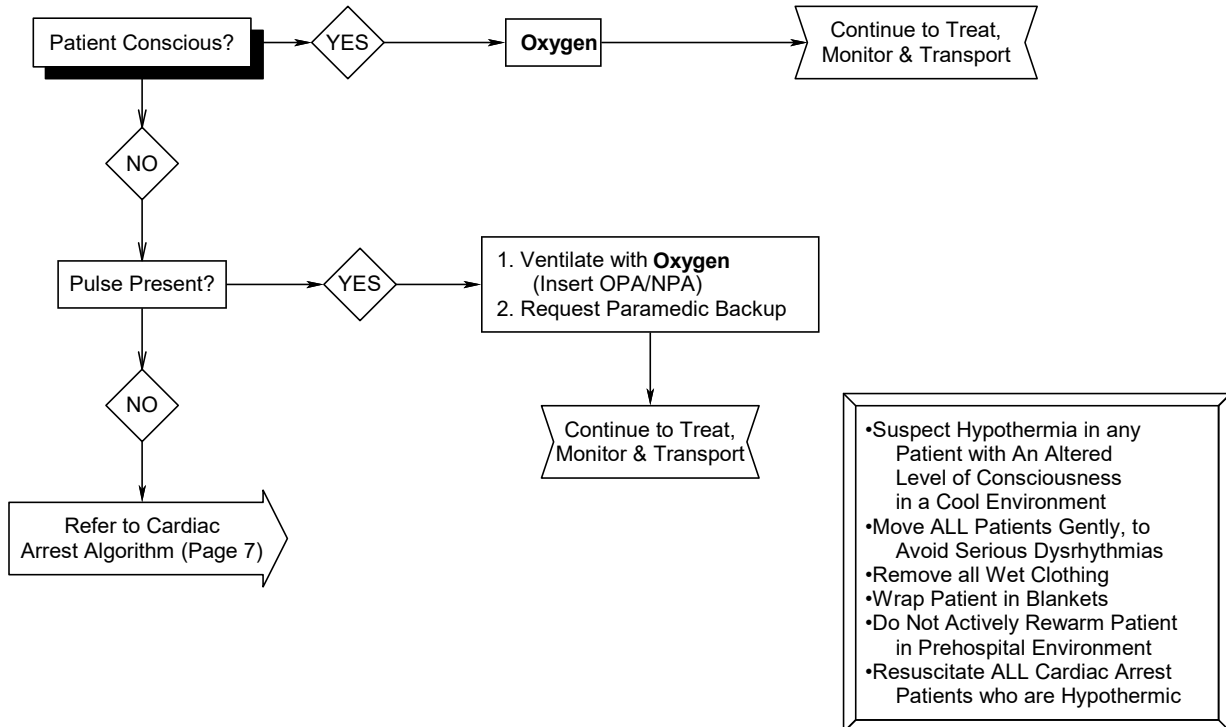 Patient Conscious?
YES
Oxygen
Continue to Treat,
Monitor & Transport
NO
Pulse Present?
YES
1. Ventilate with Oxygen
(Insert OPA/NPA)
2. Request Paramedic Backup
NO
Continue to Treat,
Monitor & Transport
Refer to Cardiac
Arrest Algorithm (Page 7)
•Suspect Hypothermia in any
Patient with An Altered
Level of Consciousness
in a Cool Environment
•Move ALL Patients Gently, to
Avoid Serious Dysrhythmias
•Remove all Wet Clothing
•Wrap Patient in Blankets
•Do Not Actively Rewarm Patient
in Prehospital Environment
•Resuscitate ALL Cardiac Arrest
Patients who are Hypothermic